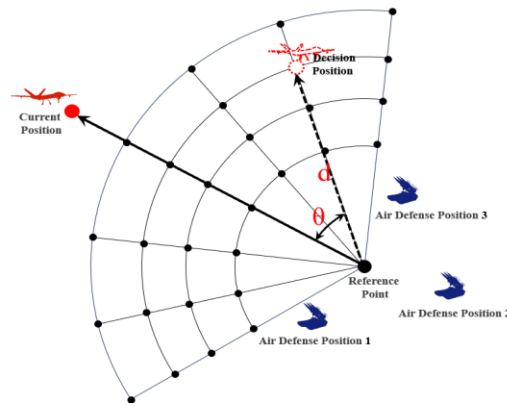 Decision
Position
Current
Position
d
θ
Air Defense Position 3
Reference
Point
Air Defense Position 2
Air Defense Position 1